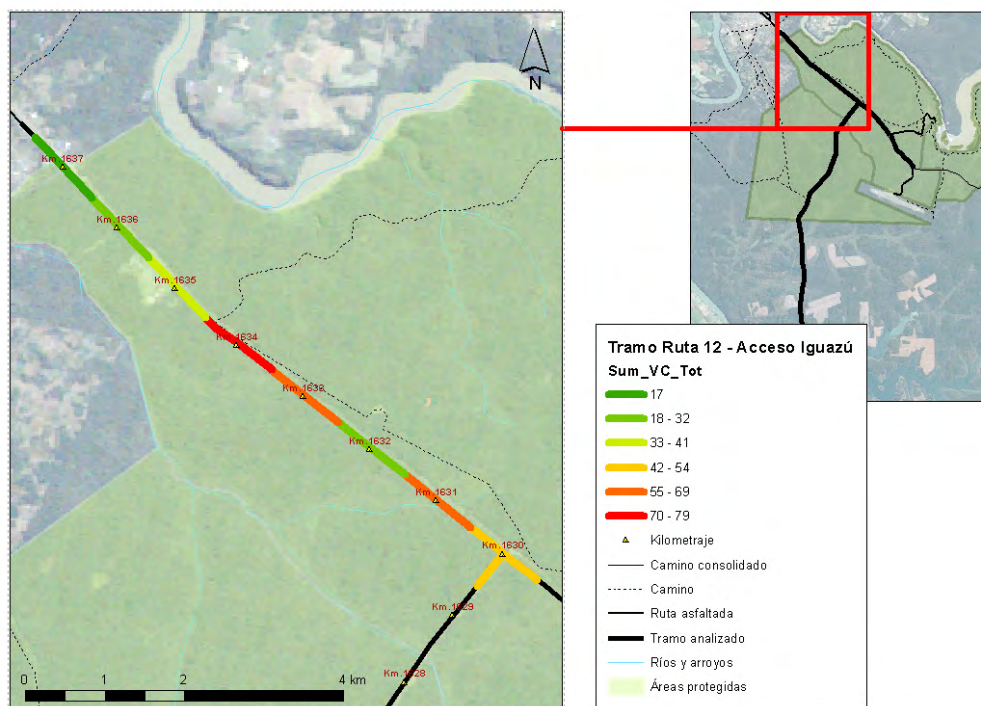 N
Km.1637
Km.1636
Km.1635
Km.1634
Km.1633
Km.1632
Km.1631
Km.1630
Km.1629
Km.1628
0 1 2 4 km
Tramo Ruta 12 - Acceso Iguazú
Sum_VC_Tot
17
18 - 32
33 - 41
42 - 54
55 - 69
70 - 79
Kilometraje
Camino consolidado
Camino
Ruta asfaltada
Tramo analizado
Ríos y arroyos
Áreas protegidas